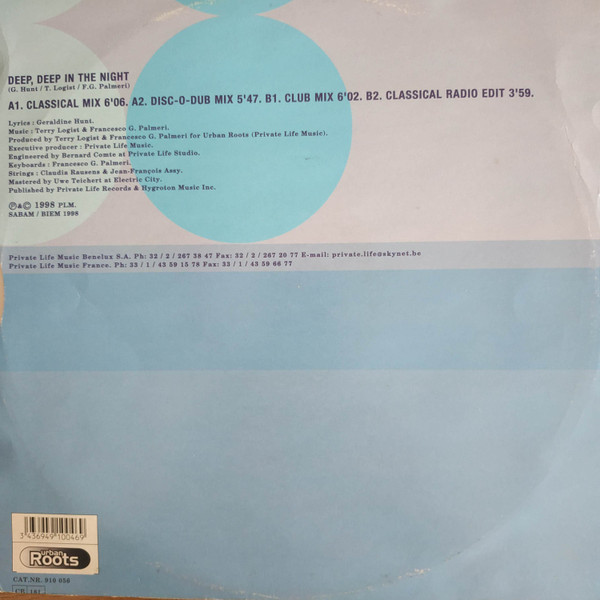 DEEP, DEEP IN THE NIGHT
(G. Hunt / T. Logist / F.G. Palmeri)
A1. CLASSICAL MIX 6'06. A2. DISC-O-DUB MIX 5'47. B1. CLUB MIX 6'02. B2. CLASSICAL RADIO EDIT 3'59.
Lyrics : Geraldine Hunt.
Music : Terry Logist & Francesco G. Palmeri.
Produced by Terry Logist & Francesco G. Palmeri for Urban Roots (Private Life Music).
Executive producer : Private Life Music.
Engineered by Bernard Comte at Private Life Studio.
Keyboards : Francesco G. Palmeri.
Strings : Claudia Rausens & Jean-François Assy.
Mastered by Uwe Teichert at Electric City.
Published by Private Life Records & Hygroton Music Inc.
℗&© 1998 PLM.
SABAM / BIEM 1998
Private Life Music Benelux S.A. Ph: 32 / 2 / 267 38 47 Fax: 32 / 2 / 267 20 77 E-mail: private.life@skynet.be
Private Life Music France. Ph: 33 / 1 / 43 59 15 78 Fax: 33 / 1 / 43 59 66 77
3 436949 100469
urban
Roots
CAT.NR. 910 056
CB 161